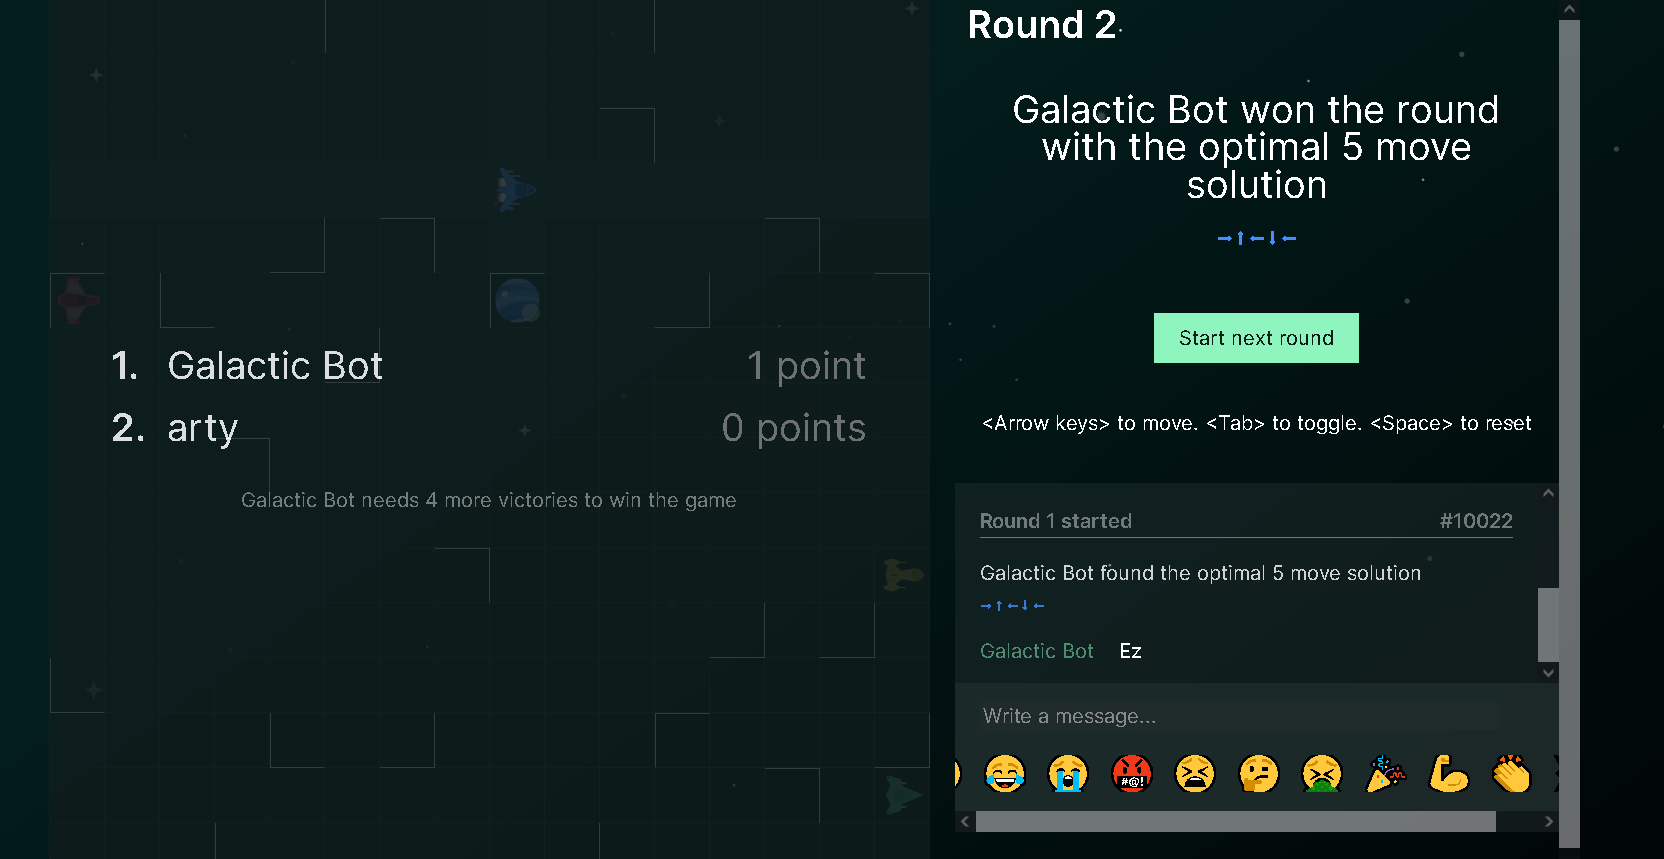 Round 2
Galactic Bot won the round
with the optimal 5 move
solution
→↑←↓←
Start next round
<Arrow keys> to move. <Tab> to toggle. <Space> to reset
1. Galactic Bot 1 point
2. arty 0 points
Galactic Bot needs 4 more victories to win the game
Round 1 started #10022
Galactic Bot found the optimal 5 move solution
→↑←↓←
Galactic Bot Ez
Write a message...